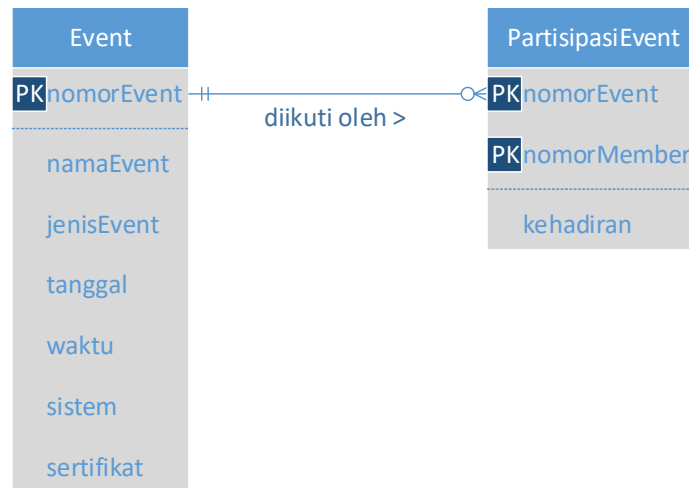 Event
PK nomorEvent
namaEvent
jenisEvent
tanggal
waktu
sistem
sertifikat
diikuti oleh >
PartisipasiEvent
PK nomorEvent
PK nomorMember
kehadiran